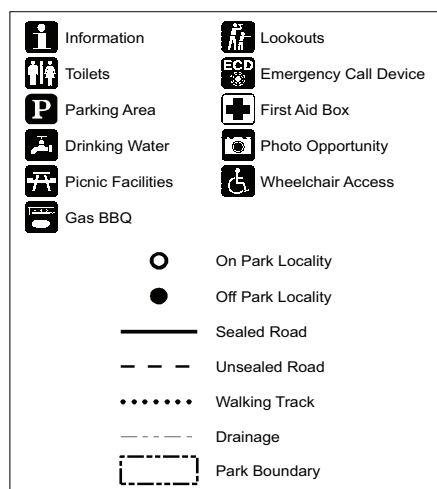 i Information
Lookouts
Toilets
ECD Emergency Call Device
P Parking Area
First Aid Box
Drinking Water
Photo Opportunity
Picnic Facilities
Wheelchair Access
Gas BBQ
On Park Locality
Off Park Locality
Sealed Road
Unsealed Road
Walking Track
Drainage
Park Boundary